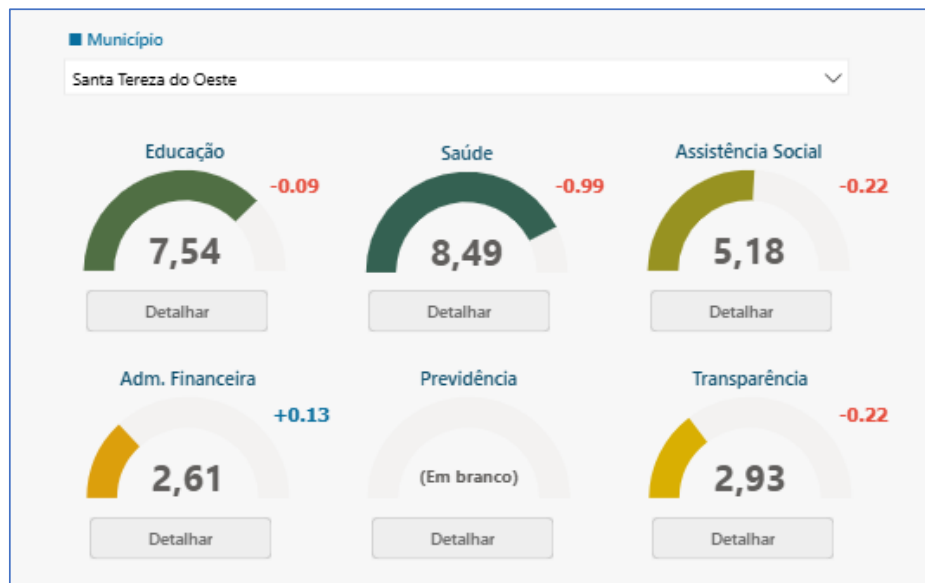 Município
Santa Tereza do Oeste
Educação
-0.09
7,54
Detalhar
Saúde
-0.99
8,49
Detalhar
Assistência Social
-0.22
5,18
Detalhar
Adm. Financeira
+0.13
2,61
Detalhar
Previdência
(Em branco)
Detalhar
Transparência
-0.22
2,93
Detalhar